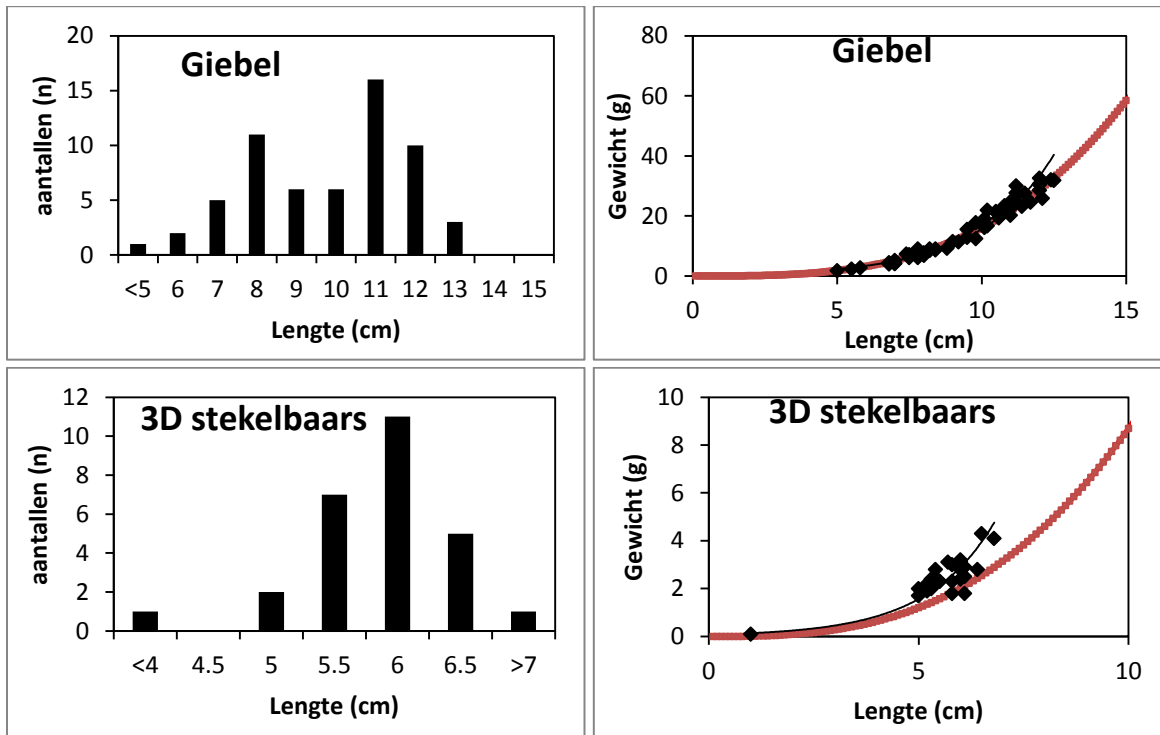 Giebel
aantallen (n)
20
15
10
5
0
<5 6 7 8 9 10 11 12 13 14 15
Lengte (cm)
Giebel
Gewicht (g)
80
60
40
20
0
0 5 10 15
Lengte (cm)
3D stekelbaars
aantallen (n)
12
10
8
6
4
2
0
<4 4.5 5 5.5 6 6.5 >7
Lengte (cm)
3D stekelbaars
Gewicht (g)
10
8
6
4
2
0
0 5 10
Lengte (cm)